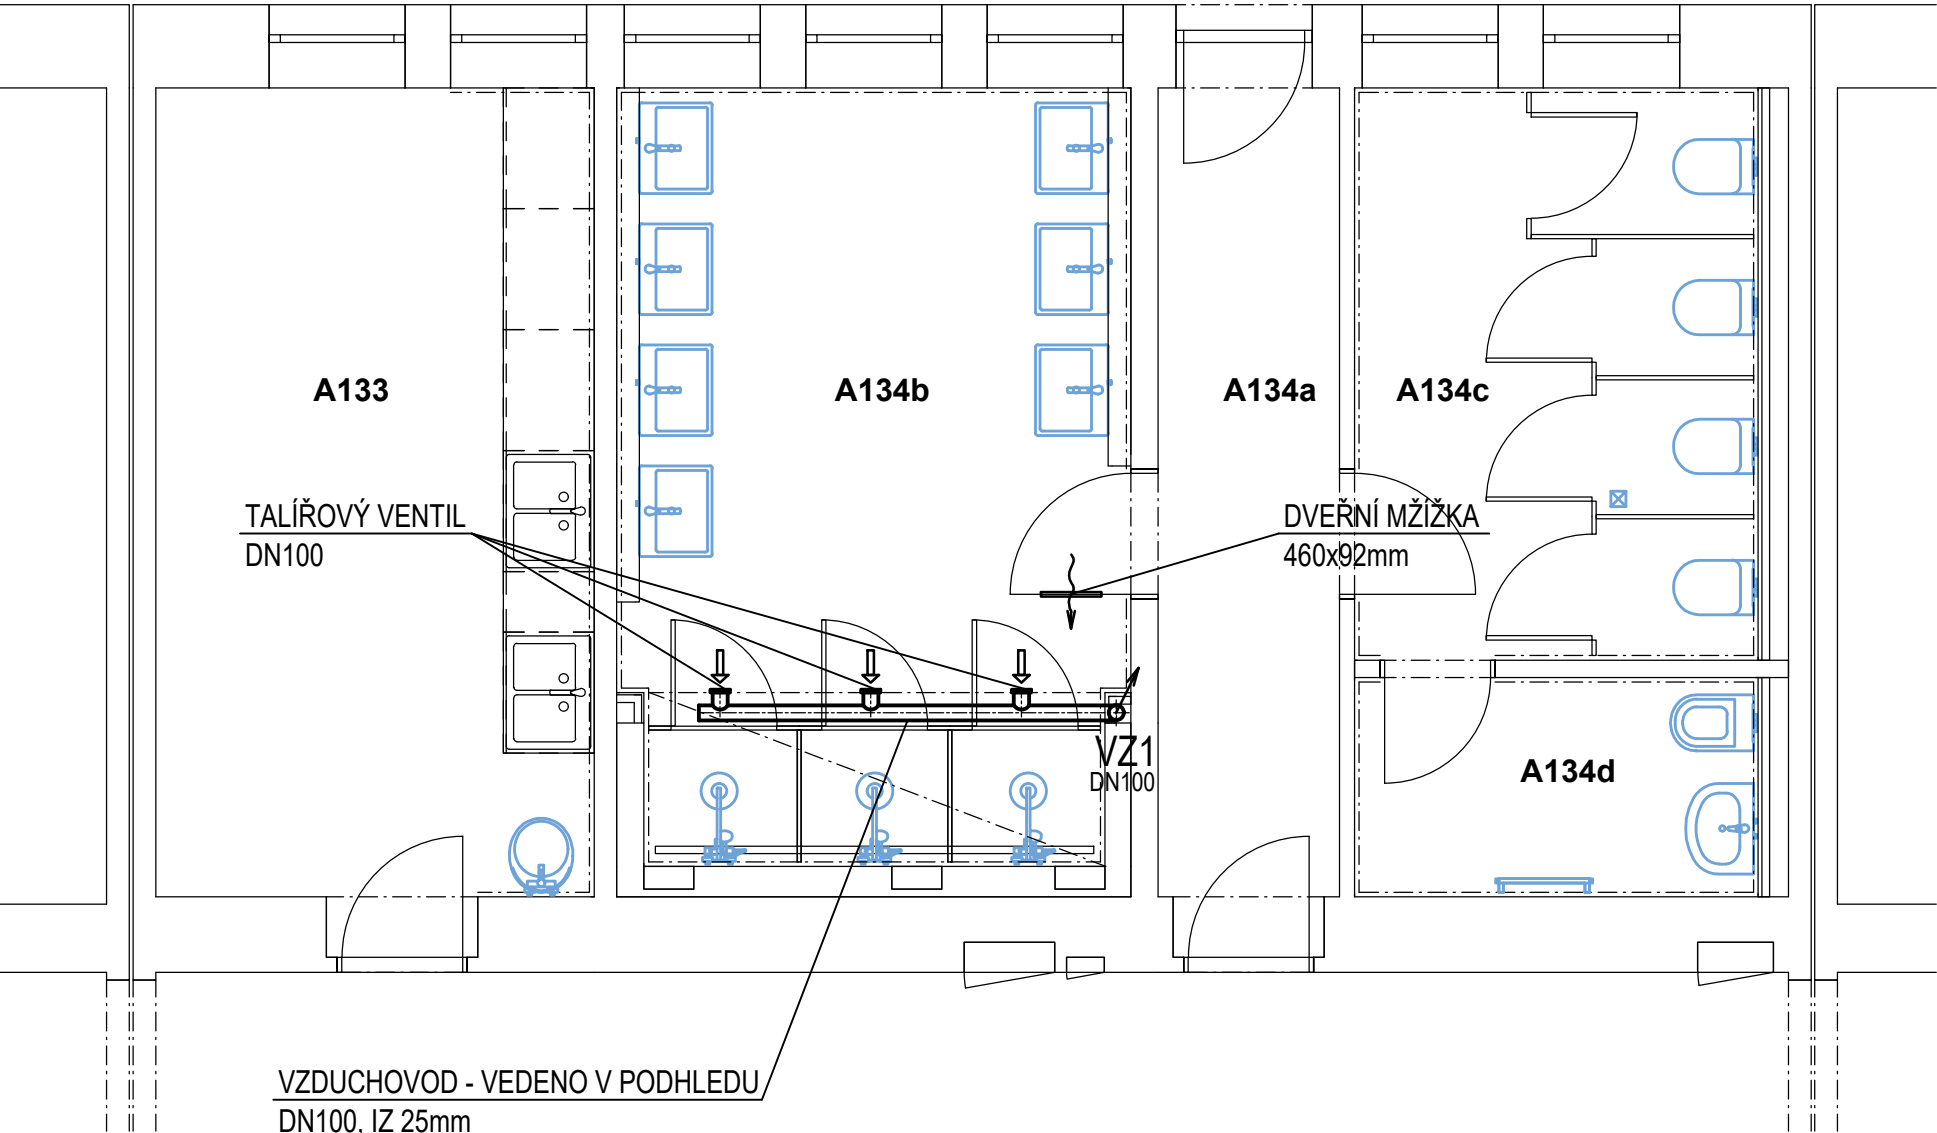 A133
A134b
A134a
A134c
TALÍŘOVÝ VENTIL
DN100
DVEŘNÍ MŽÍŽKA
460x92mm
VZ1
DN100
A134d
VZDUCHOVOD - VEDENO V PODHLEDU
DN100, IZ 25mm